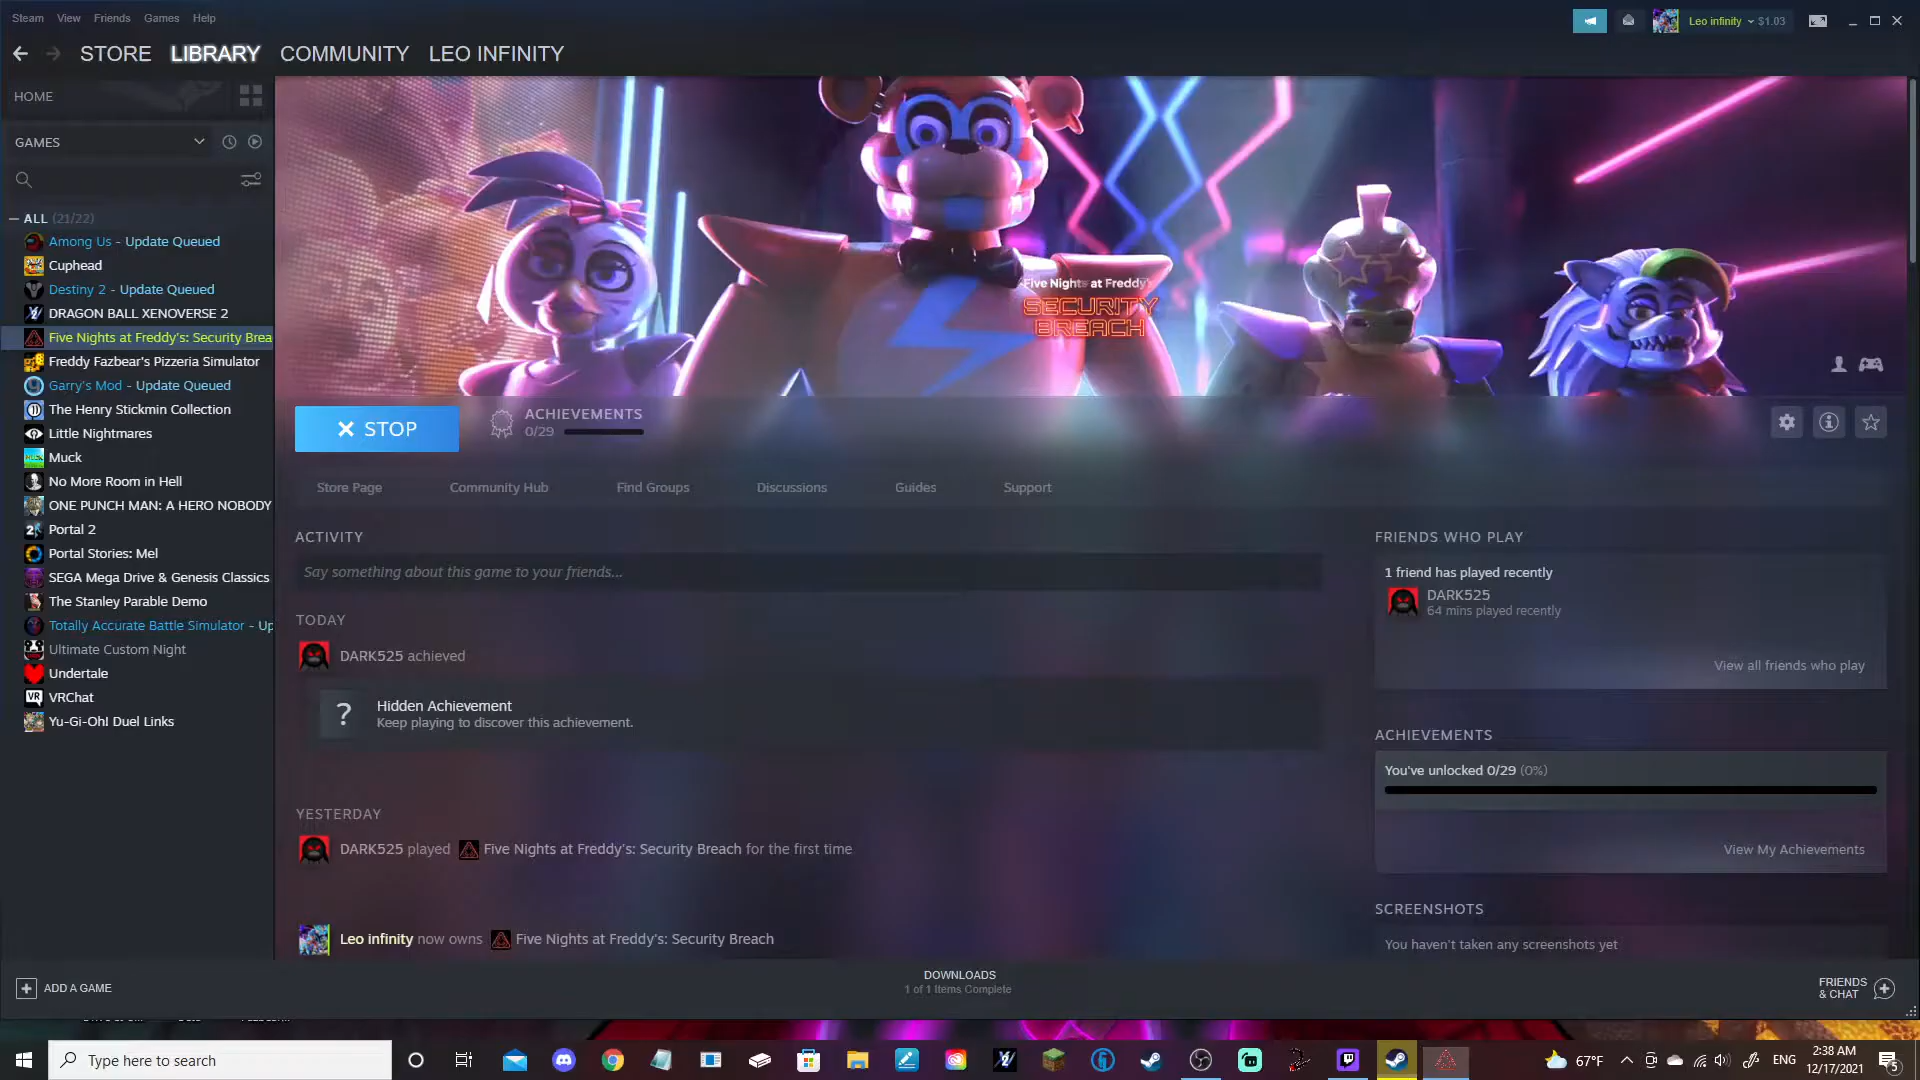 Steam View Friends Games Help
Leo infinity $1.03
STORE LIBRARY COMMUNITY LEO INFINITY
HOME
GAMES
ALL (21/22)
Among Us - Update Queued
Cuphead
Destiny 2 - Update Queued
DRAGON BALL XENOVERSE 2
Five Nights at Freddy's: Security Brea
Freddy Fazbear's Pizzeria Simulator
Garry's Mod - Update Queued
The Henry Stickmin Collection
Little Nightmares
Muck
No More Room in Hell
ONE PUNCH MAN: A HERO NOBODY
Portal 2
Portal Stories: Mel
SEGA Mega Drive & Genesis Classics
The Stanley Parable Demo
Totally Accurate Battle Simulator - Up
Ultimate Custom Night
Undertale
VRChat
Yu-Gi-Oh! Duel Links
Five Nights at Freddy's
SECURITY
BREACH
STOP
ACHIEVEMENTS
0/29
Store Page Community Hub Find Groups Discussions Guides Support
ACTIVITY
Say something about this game to your friends...
TODAY
DARK525 achieved
?
Hidden Achievement
Keep playing to discover this achievement.
YESTERDAY
DARK525 played Five Nights at Freddy's: Security Breach for the first time
Leo infinity now owns Five Nights at Freddy's: Security Breach
FRIENDS WHO PLAY
1 friend has played recently
DARK525
64 mins played recently
View all friends who play
ACHIEVEMENTS
You've unlocked 0/29 (0%)
View My Achievements
SCREENSHOTS
You haven't taken any screenshots yet
ADD A GAME
DOWNLOADS
1 of 1 Items Complete
FRIENDS
& CHAT
Type here to search
67°F
ENG
2:38 AM
12/17/2021
5